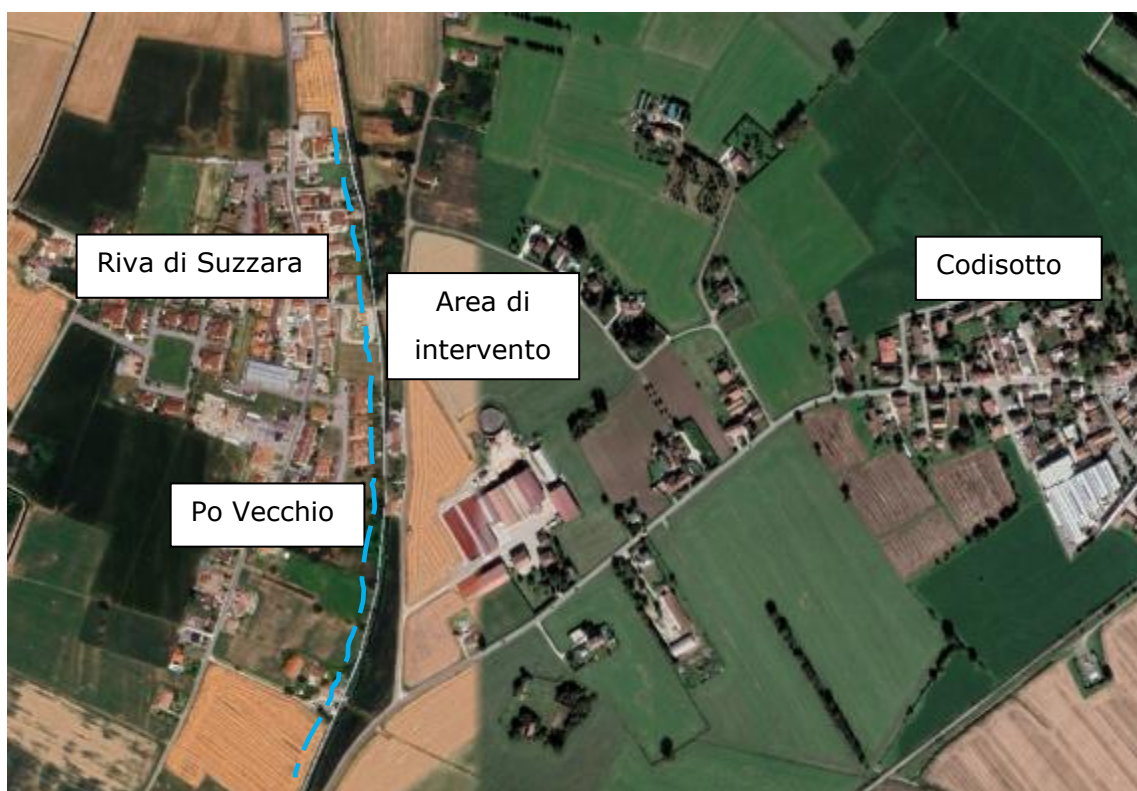 Riva di Suzzara
Codisotto
Area di
intervento
Po Vecchio